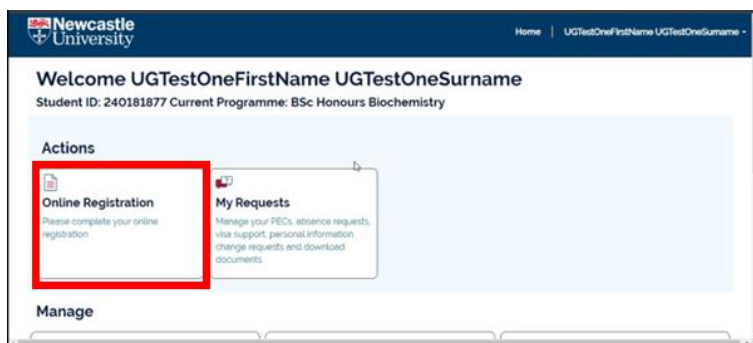 Newcastle
University
Home | UGTestOneFirstName UGTestOneSurname
Welcome UGTestOneFirstName UGTestOneSurname
Student ID: 240181877 Current Programme: BSc Honours Biochemistry
Actions
Online Registration
Please complete your online
registration
My Requests
Manage your PECs, absence requests,
visa support, personal information
change requests and download
documents
Manage